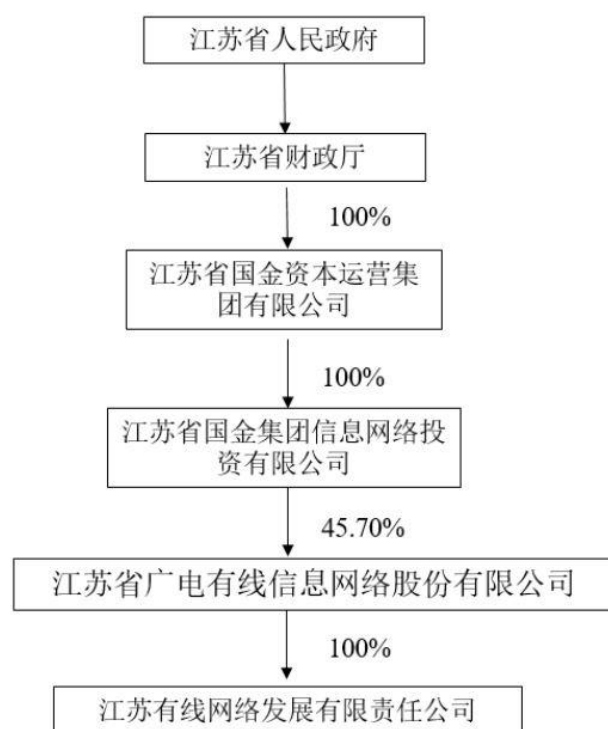 江苏省人民政府
江苏省财政厅
100%
江苏省国金资本运营集
团有限公司
100%
江苏省国金集团信息网络投
资有限公司
45.70%
江苏省广电有线信息网络股份有限公司
100%
江苏有线网络发展有限责任公司